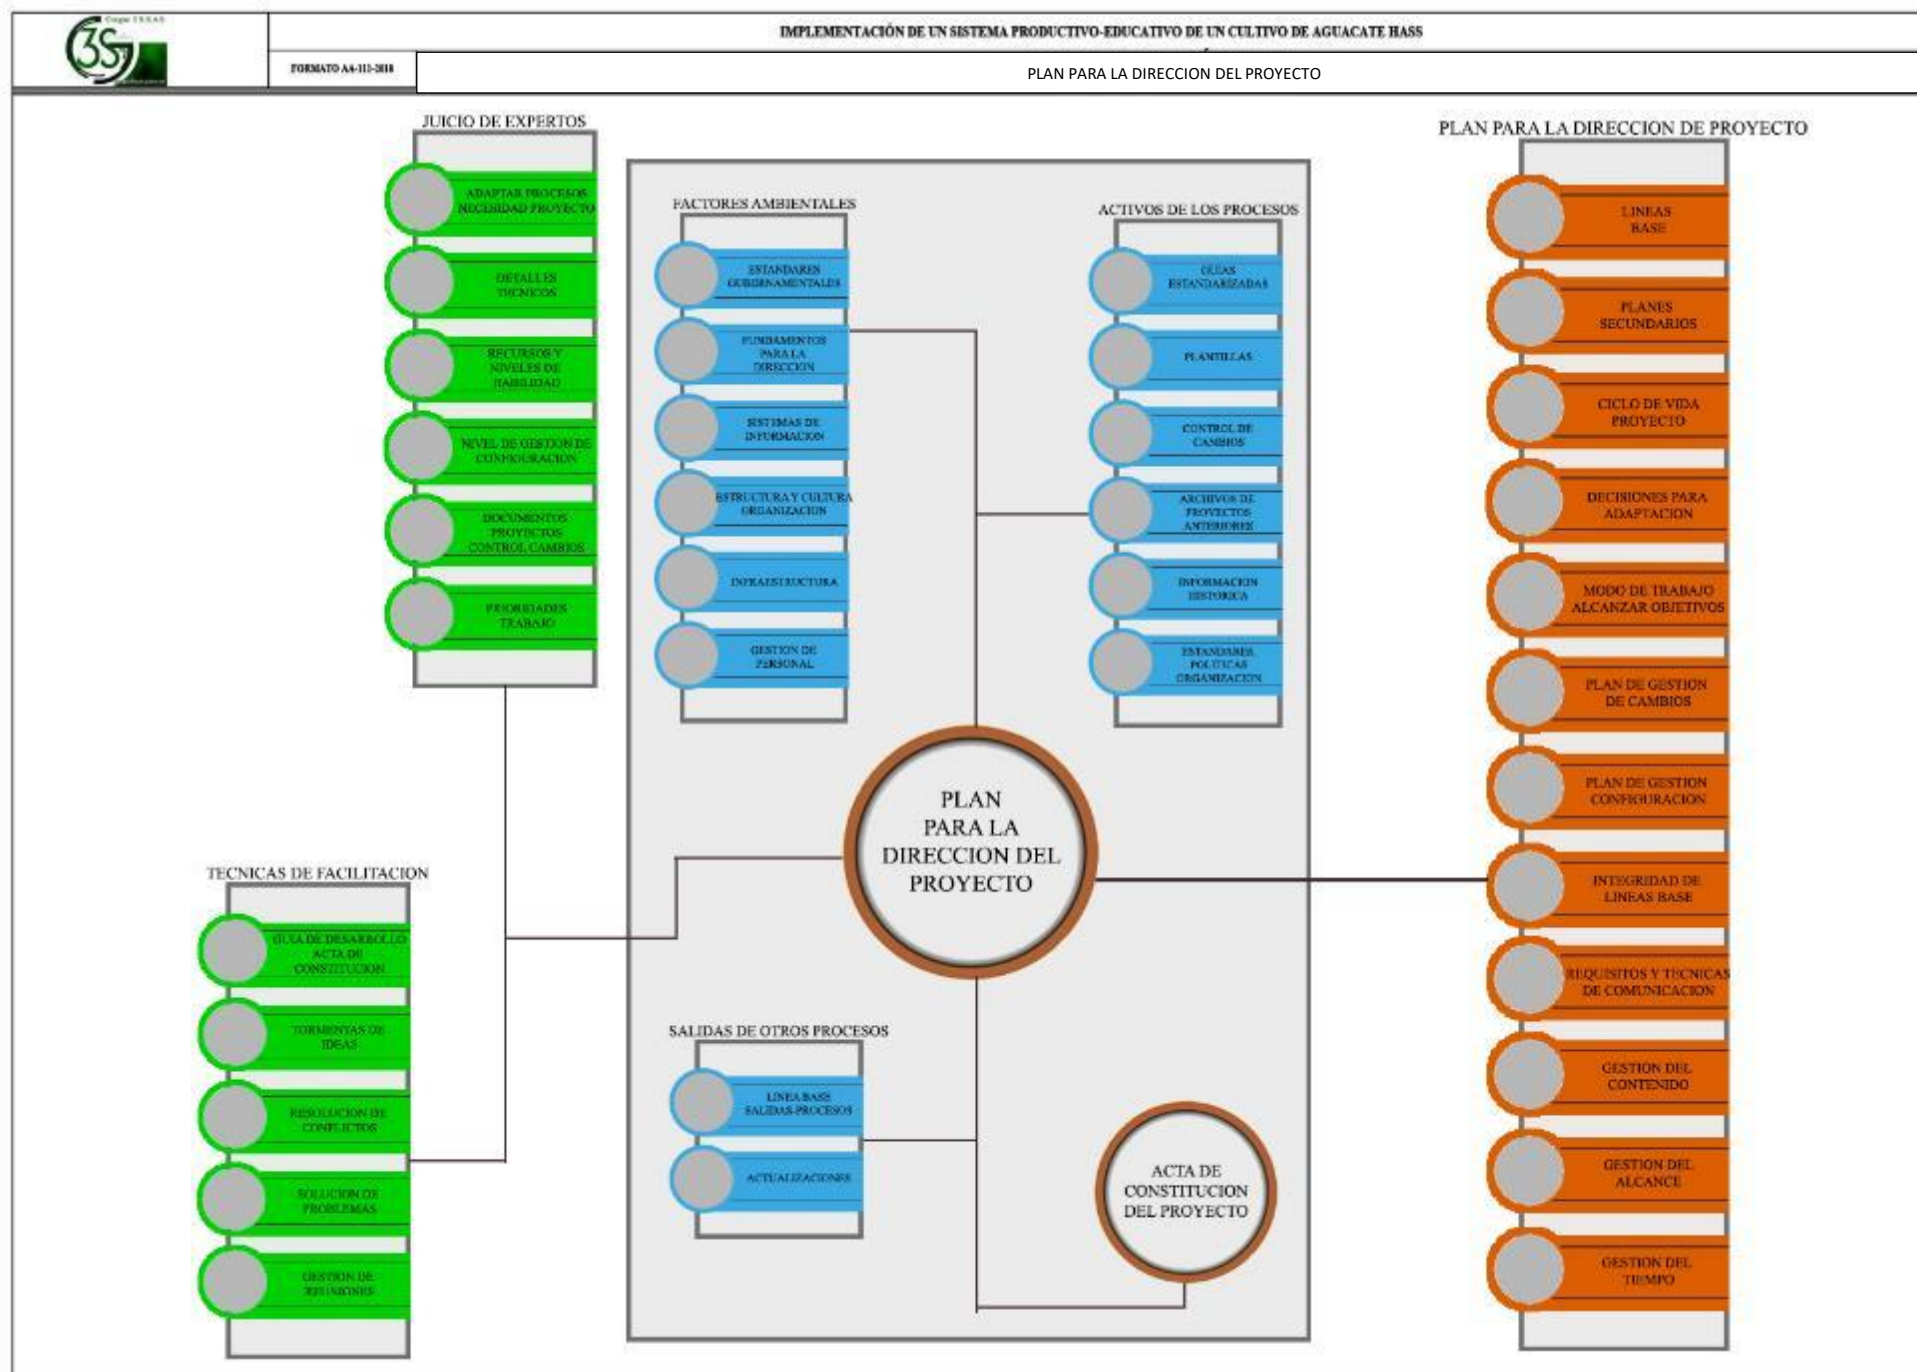 Grupo 3 S S.A.S
3S
IMPLEMENTACIÓN DE UN SISTEMA PRODUCTIVO-EDUCATIVO DE UN CULTIVO DE AGUACATE HASS
FORMATO AA-111-2018
PLAN PARA LA DIRECCION DEL PROYECTO
JUICIO DE EXPERTOS
ADAPTAR PROCESOS
NECESIDAD PROYECTO
DETALLES
TECNICOS
RECURSOS Y
NIVELES DE
HABILIDAD
NIVEL DE GESTION DE
CONFIGURACION
DOCUMENTOS
PROYECTOS
CONTROL CAMBIOS
PRIORIDADES
TRABAJO
TECNICAS DE FACILITACION
GUIA DE DESARROLLO
ACTA DE
CONSTITUCION
TORMENYAS DE
IDEAS
RESOLUCION DE
CONFLICTOS
SOLUCION DE
PROBLEMAS
GESTION DE
REUNIONES
FACTORES AMBIENTALES
ESTANDARES
GUBORNAMENTALES
FUNDAMENTOS
PARA LA
DIRECCION
SISTEMAS DE
INFORMACION
ESTRUCTURA Y CULTURA
ORGANIZACION
INFRAESTRUCTURA
GESTION DE
PERSONAL
ACTIVOS DE LOS PROCESOS
GUIAS
ESTANDARIZADAS
PLANTILLAS
CONTROL DE
CAMBIOS
ARCHIVOS DE
PROYECTOS
ANTERIORES
INFORMACION
HISTORICA
ESTANDARES,
POLITICAS
ORGANIZACION
PLAN
PARA LA
DIRECCION DEL
PROYECTO
SALIDAS DE OTROS PROCESOS
LINEA BASE
SALIDAS-PROCESOS
ACTUALIZACIONES
ACTA DE
CONSTITUCION
DEL PROYECTO
PLAN PARA LA DIRECCION DE PROYECTO
LINEAS
BASE
PLANES
SECUNDARIOS
CICLO DE VIDA
PROYECTO
DECISIONES PARA
ADAPTACION
MODO DE TRABAJO
ALCANZAR OBJETIVOS
PLAN DE GESTION
DE CAMBIOS
PLAN DE GESTION
CONFIGURACION
INTEGRIDAD DE
LINEAS BASE
REQUISITOS Y TECNICAS
DE COMUNICACION
GESTION DEL
CONTENIDO
GESTION DEL
ALCANCE
GESTION DEL
TIEMPO